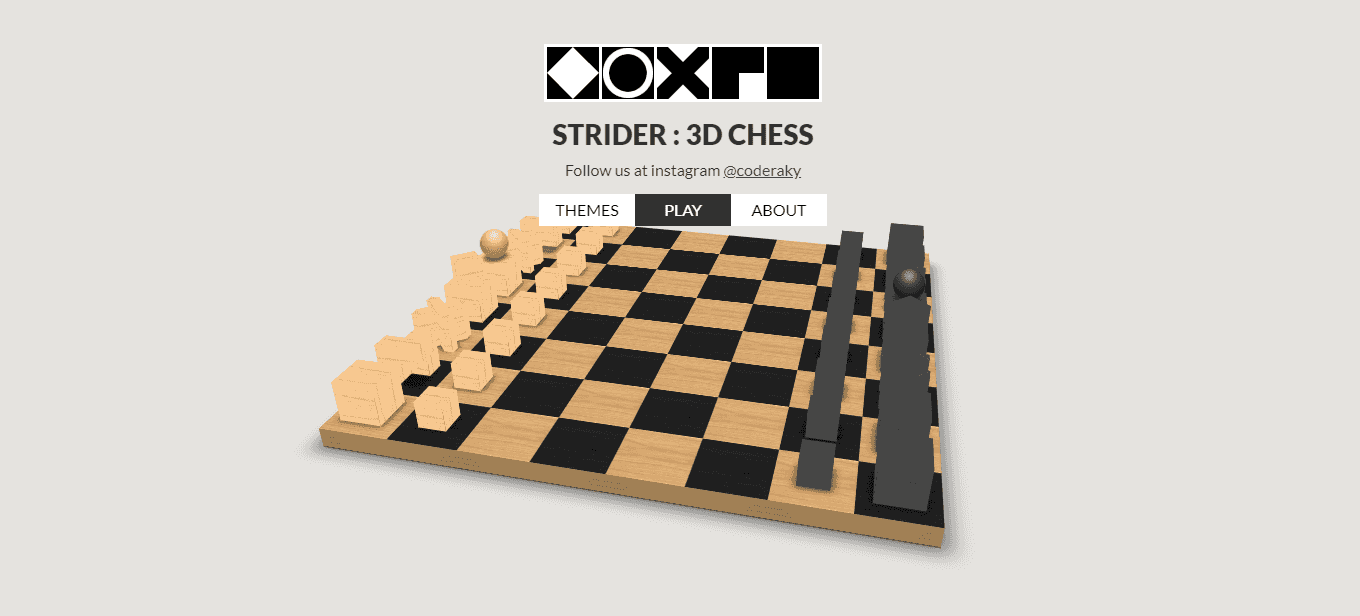 STRIDER : 3D CHESS
Follow us at instagram @coderaky
THEMES PLAY ABOUT